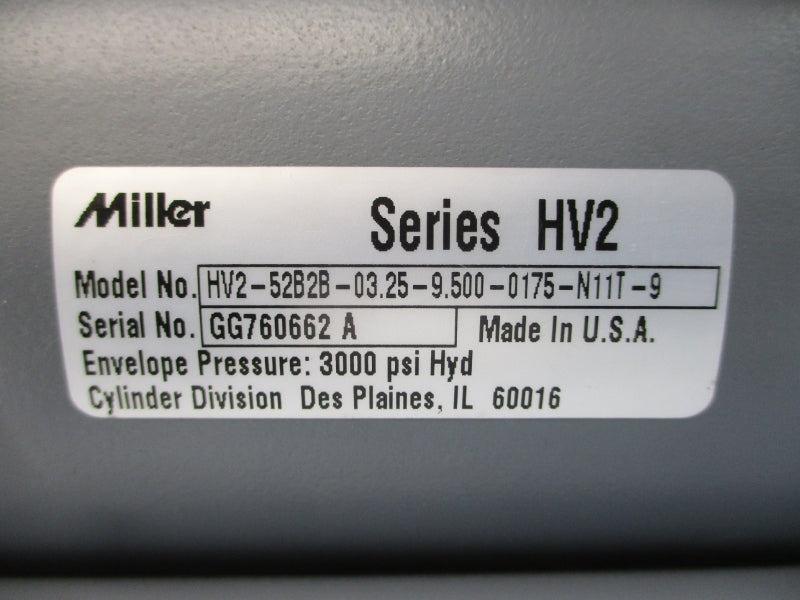 Miller Series HV2
Model No. HV2-52B2B-03.25-9.500-0175-N11T-9
Serial No. GG760662 A Made In U.S.A.
Envelope Pressure: 3000 psi Hyd
Cylinder Division Des Plaines, IL 60016